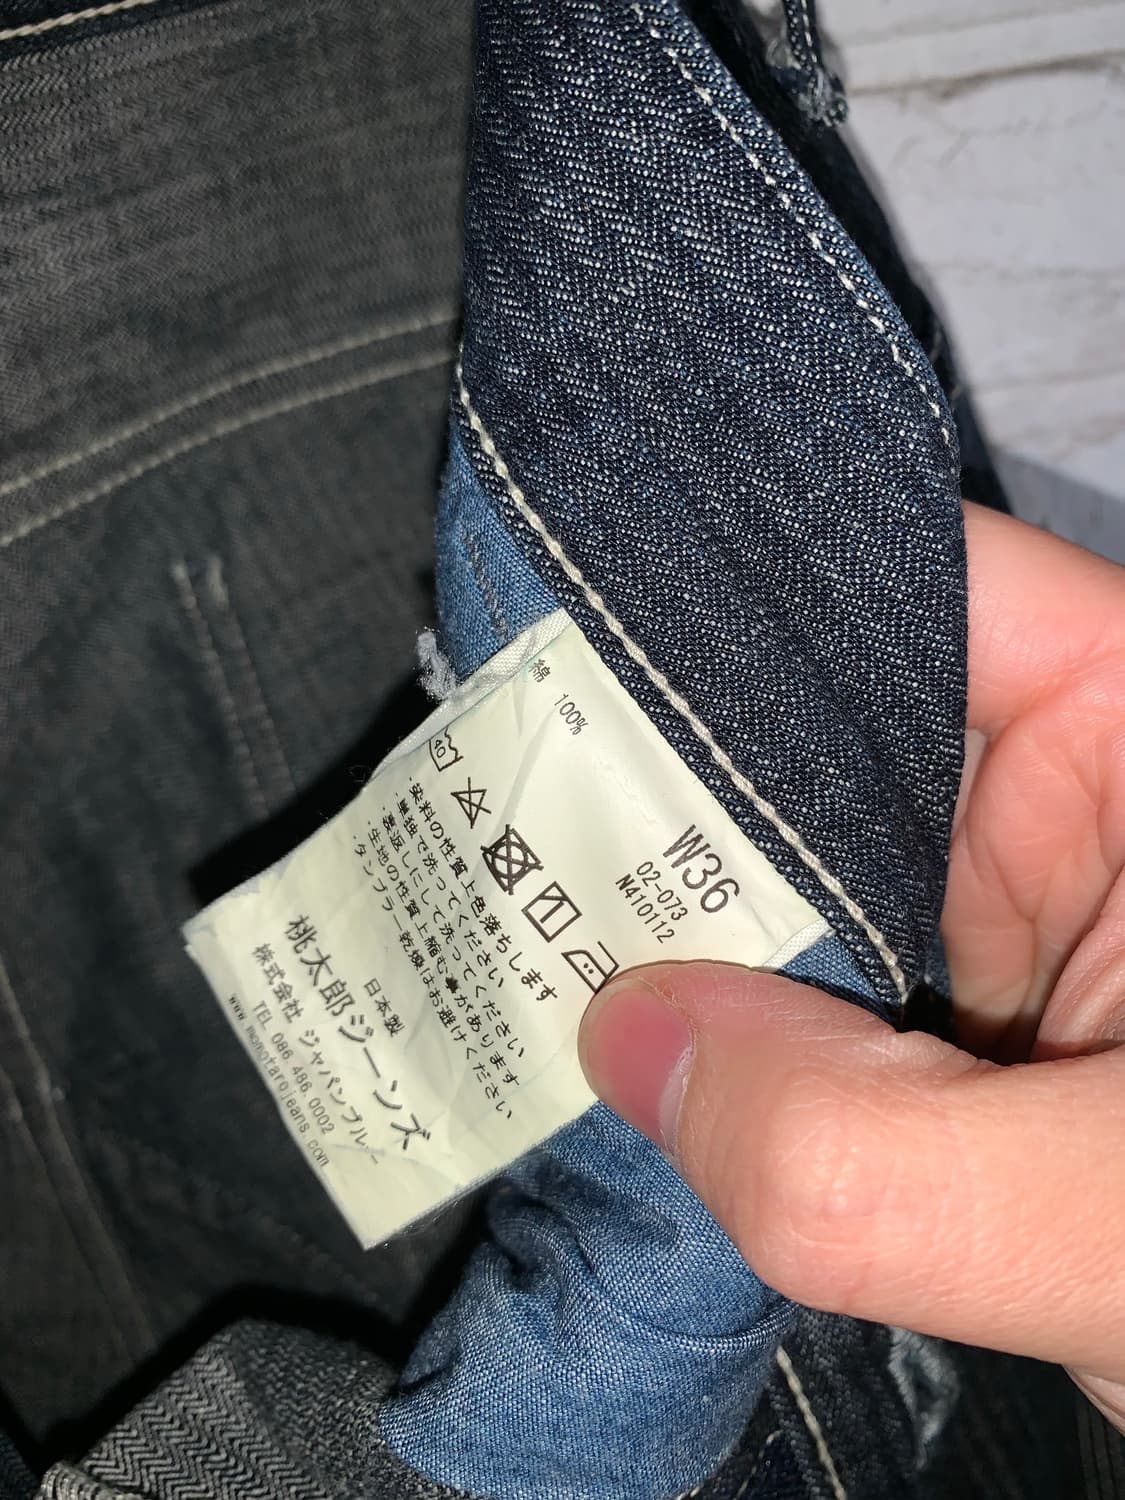 綿 100%
40
W36
02-073
N410112
・染料の性質上色落ちします
・単独で洗ってください
・裏返しにして洗ってください
・生地の性質上縮む事があります
・タンブラー乾燥はお避けください
日本製
桃太郎ジーンズ
株式会社 ジャパンブルー
TEL 086.486.0002
www.momotarojeans.com